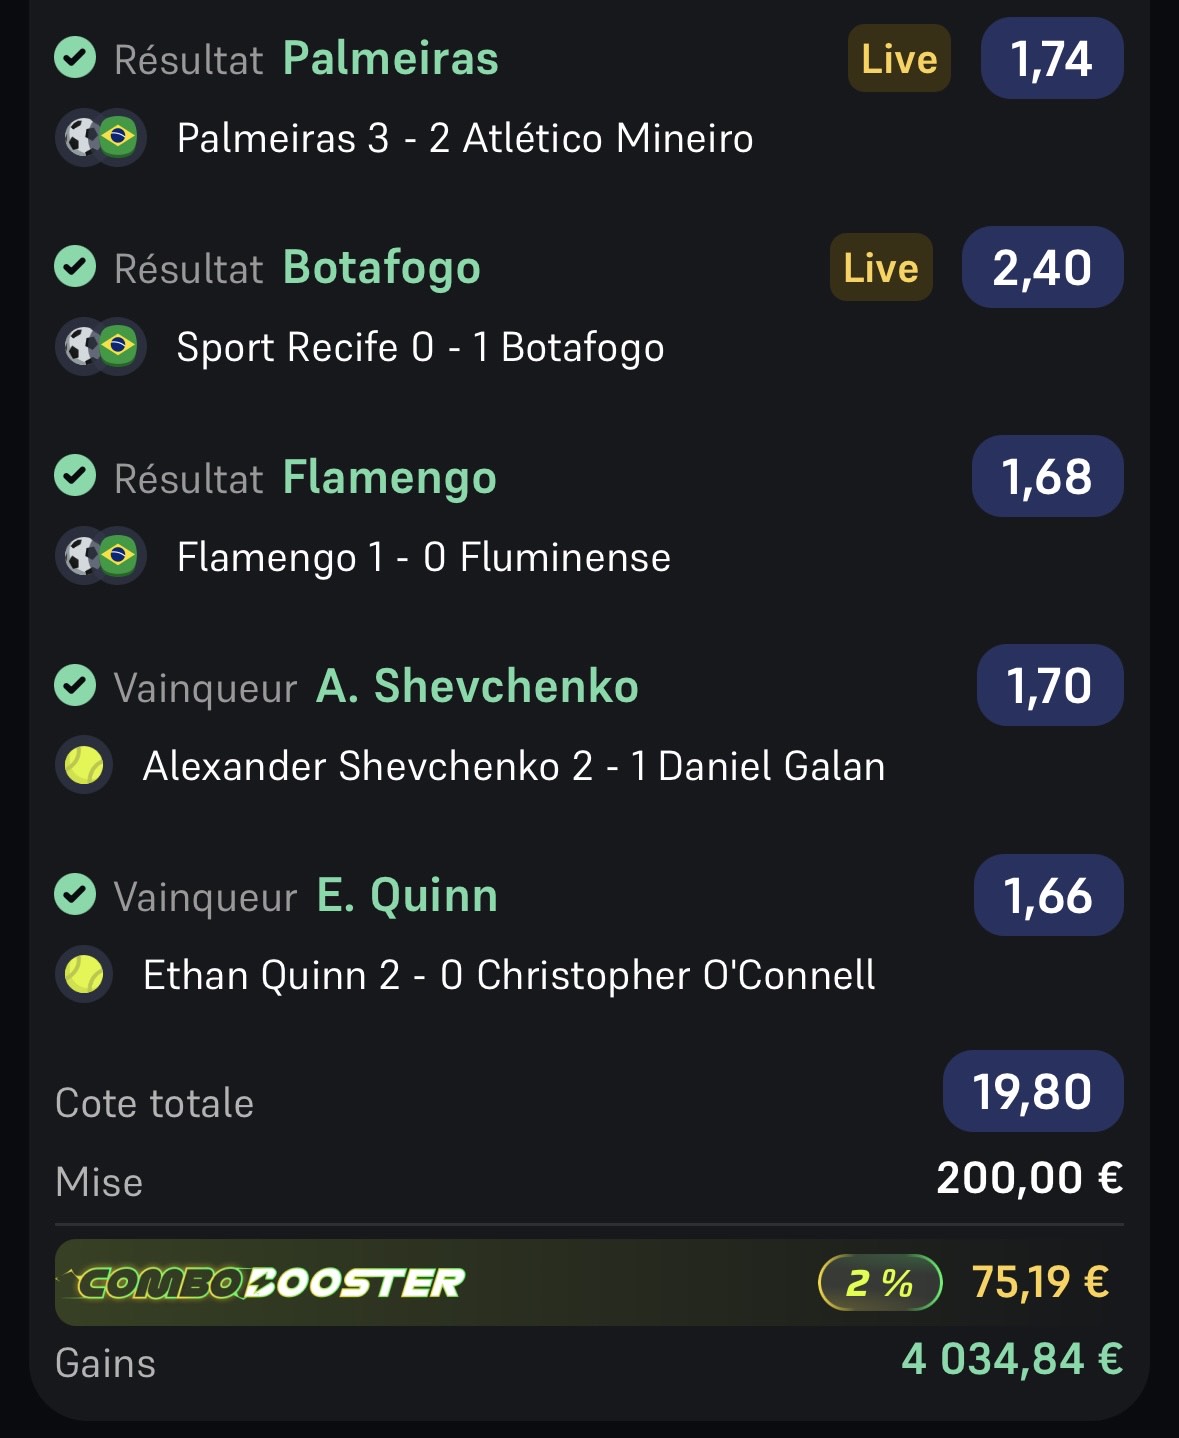 Résultat Palmeiras Live 1,74
Palmeiras 3 - 2 Atlético Mineiro
Résultat Botafogo Live 2,40
Sport Recife 0 - 1 Botafogo
Résultat Flamengo 1,68
Flamengo 1 - 0 Fluminense
Vainqueur A. Shevchenko 1,70
Alexander Shevchenko 2 - 1 Daniel Galan
Vainqueur E. Quinn 1,66
Ethan Quinn 2 - 0 Christopher O'Connell
Cote totale 19,80
Mise 200,00 €
COMBOBOOSTER 2 % 75,19 €
Gains 4 034,84 €